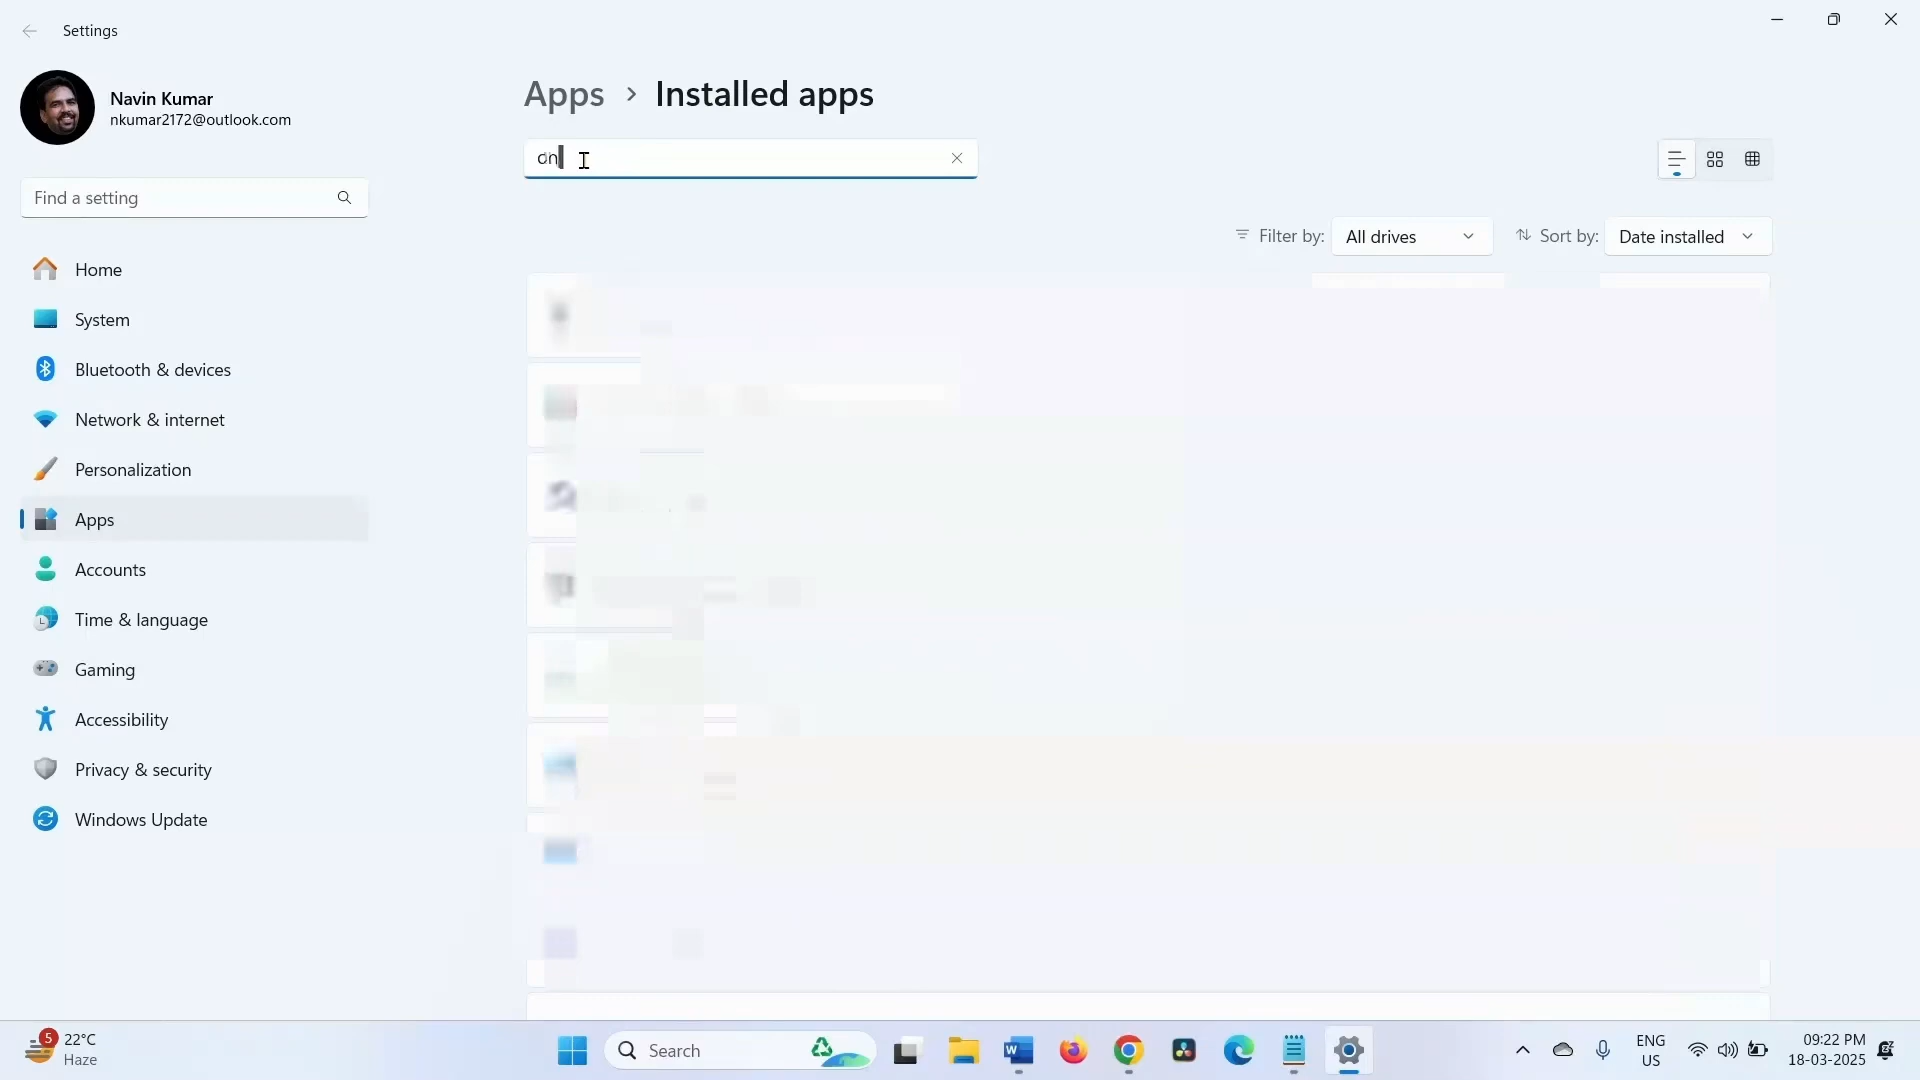 Settings
Navin Kumar
nkumar2172@outlook.com
Find a setting
Home
System
Bluetooth & devices
Network & internet
Personalization
Apps
Accounts
Time & language
Gaming
Accessibility
Privacy & security
Windows Update
Apps > Installed apps
Filter by: All drives
Sort by: Date installed
5
22°C
Haze
Search
ENG
US
09:22 PM
18-03-2025